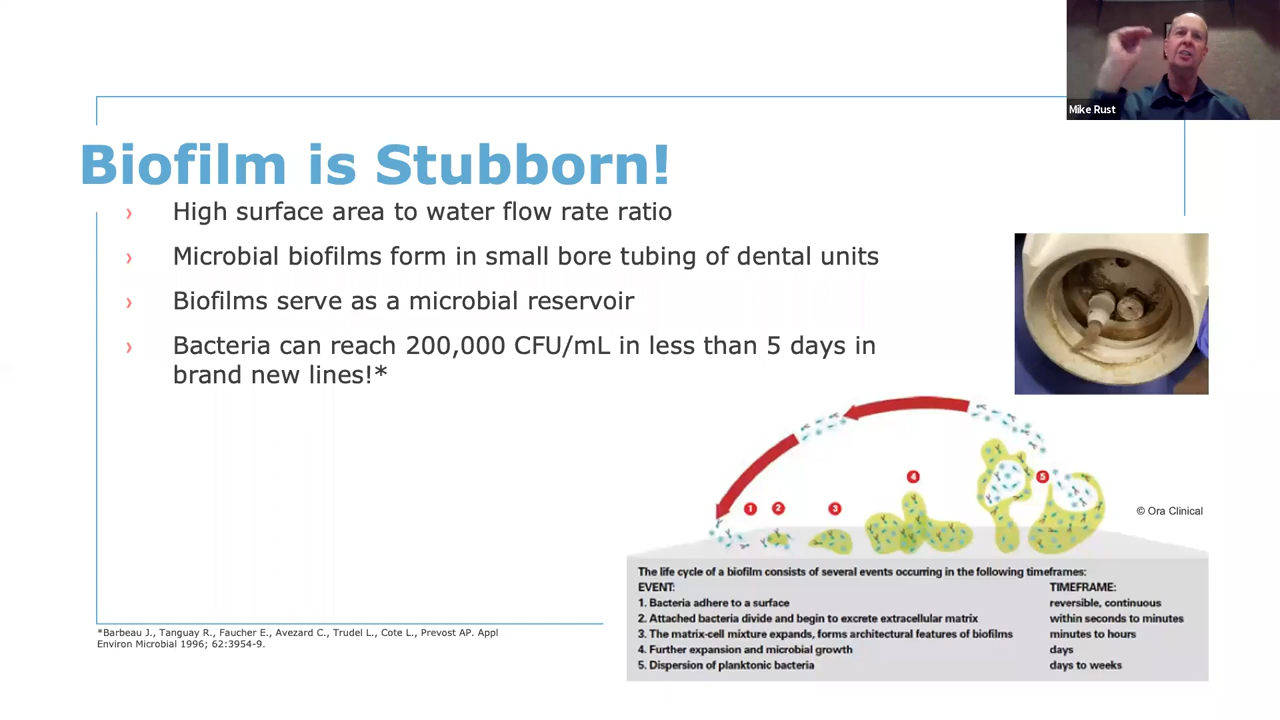 Mike Rust
Biofilm is Stubborn!
› High surface area to water flow rate ratio
› Microbial biofilms form in small bore tubing of dental units
› Biofilms serve as a microbial reservoir
› Bacteria can reach 200,000 CFU/mL in less than 5 days in
brand new lines!*
1 2 3 4 5
© Ora Clinical
The life cycle of a biofilm consists of several events occurring in the following timeframes:
EVENT: TIMEFRAME:
1. Bacteria adhere to a surface reversible, continuous
2. Attached bacteria divide and begin to excrete extracellular matrix within seconds to minutes
3. The matrix-cell mixture expands, forms architectural features of biofilms minutes to hours
4. Further expansion and microbial growth days
5. Dispersion of planktonic bacteria days to weeks
*Barbeau J., Tanguay R., Faucher E., Avezard C., Trudel L., Cote L., Prevost AP. Appl
Environ Microbial 1996; 62:3954-9.